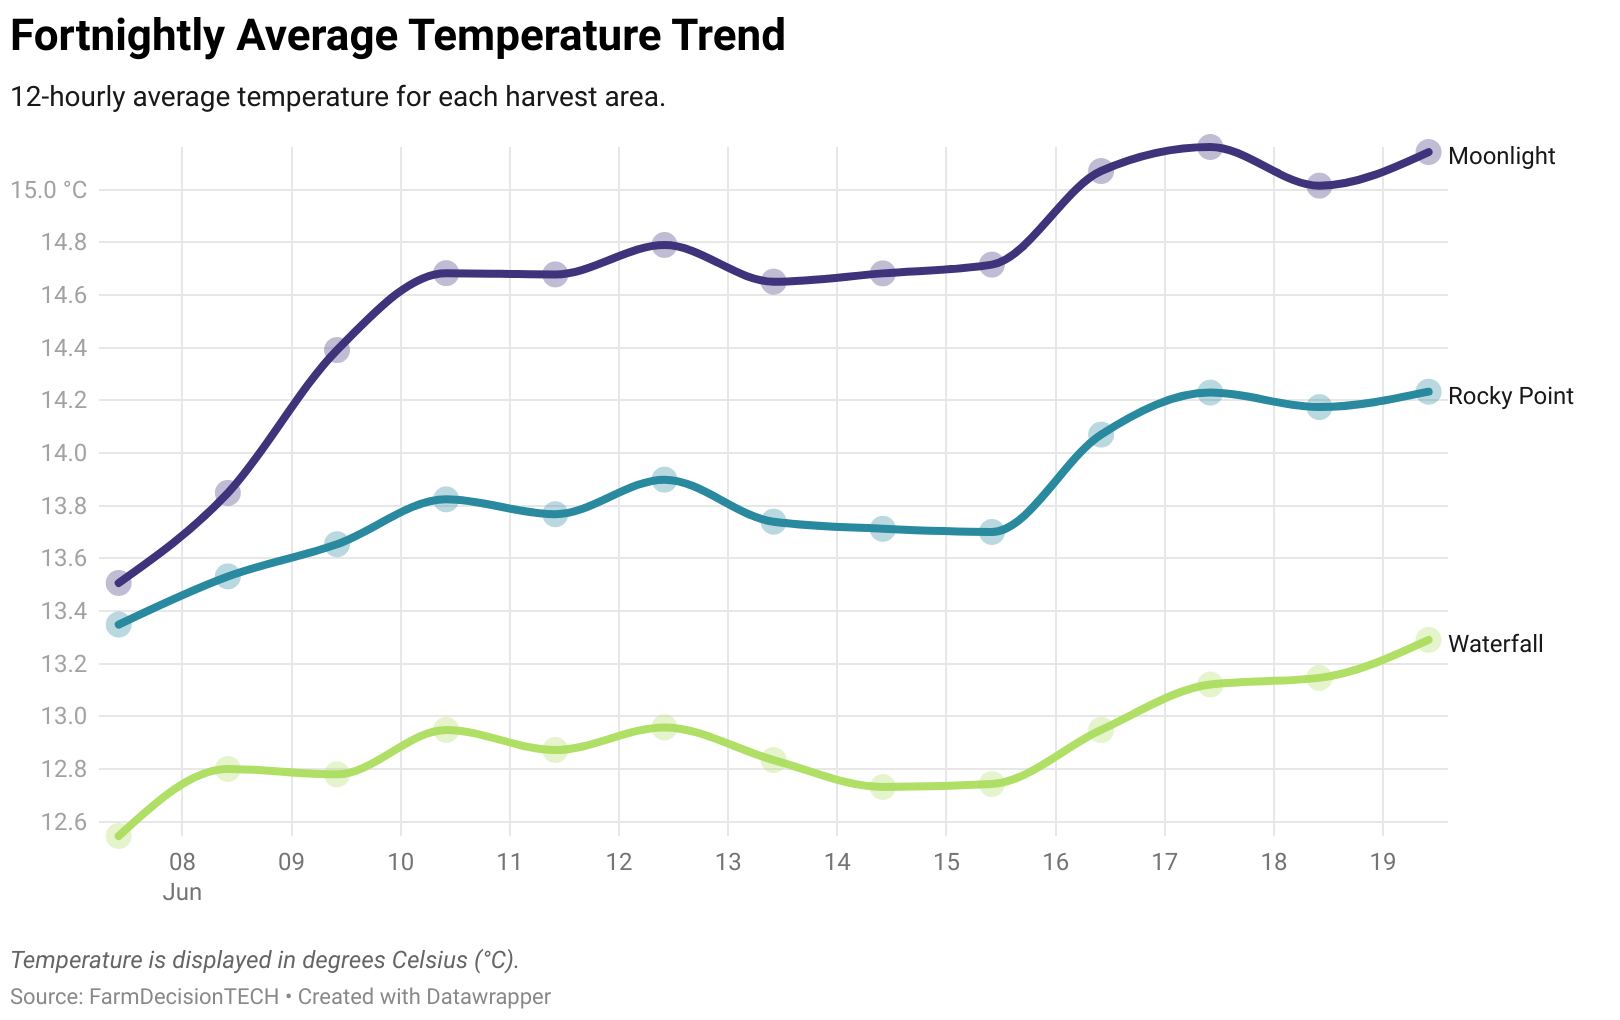 Fortnightly Average Temperature Trend
12-hourly average temperature for each harvest area.
Moonlight
15.0 °C
14.8
14.6
14.4
14.2
Rocky Point
14.0
13.8
13.6
13.4
13.2
Waterfall
13.0
12.8
12.6
08 09 10 11 12 13 14 15 16 17 18 19
Jun
Temperature is displayed in degrees Celsius (°C).
Source: FarmDecisionTECH • Created with Datawrapper